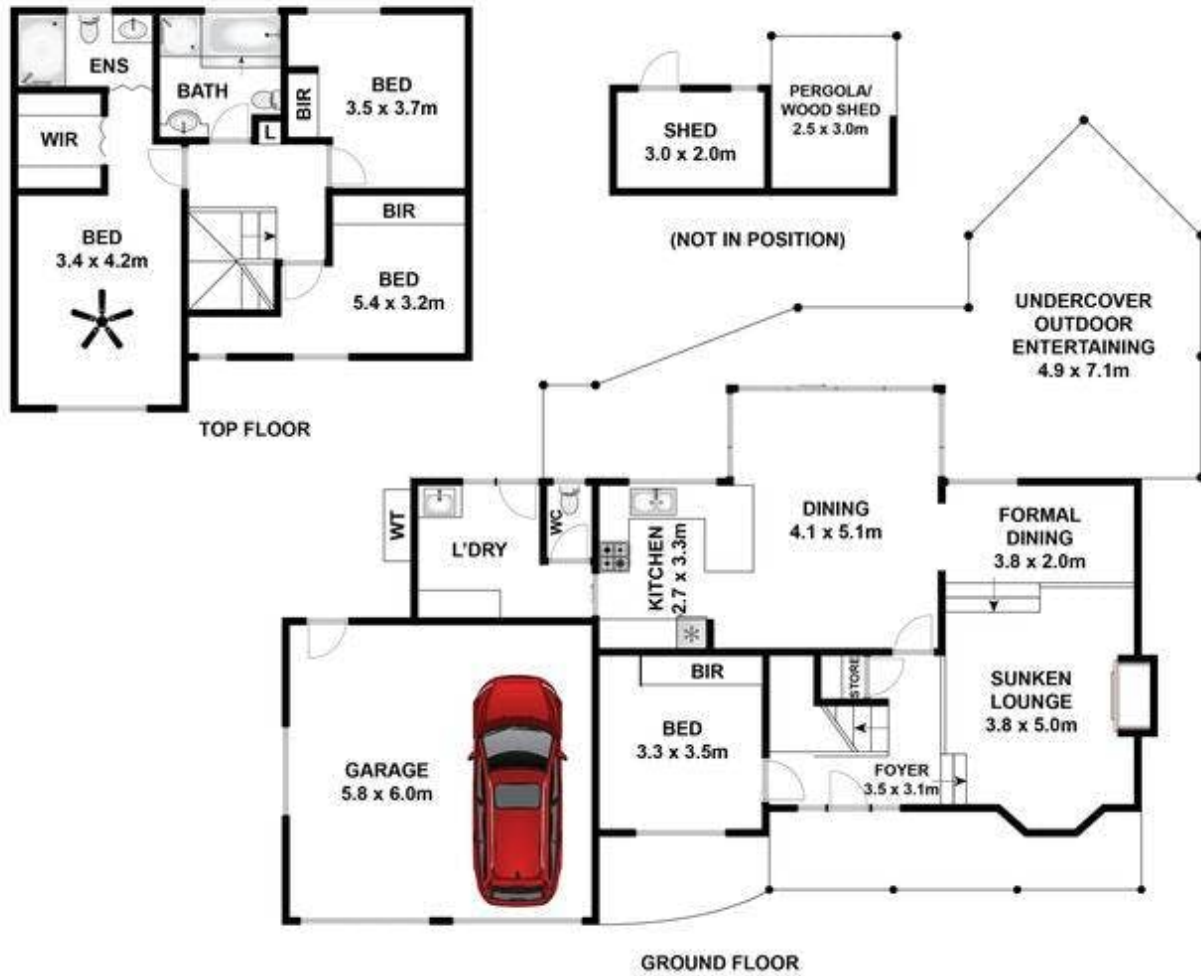 ENS
BATH
BIR
BED
3.5 x 3.7m
WIR
L
BED
3.4 x 4.2m
BIR
BED
5.4 x 3.2m
TOP FLOOR
SHED
3.0 x 2.0m
PERGOLA/
WOOD SHED
2.5 x 3.0m
(NOT IN POSITION)
UNDERCOVER
OUTDOOR
ENTERTAINING
4.9 x 7.1m
WT
L'DRY
WC
KITCHEN
2.7 x 3.3m
DINING
4.1 x 5.1m
FORMAL
DINING
3.8 x 2.0m
BIR
BED
3.3 x 3.5m
STORE
SUNKEN
LOUNGE
3.8 x 5.0m
FOYER
3.5 x 3.1m
GARAGE
5.8 x 6.0m
GROUND FLOOR